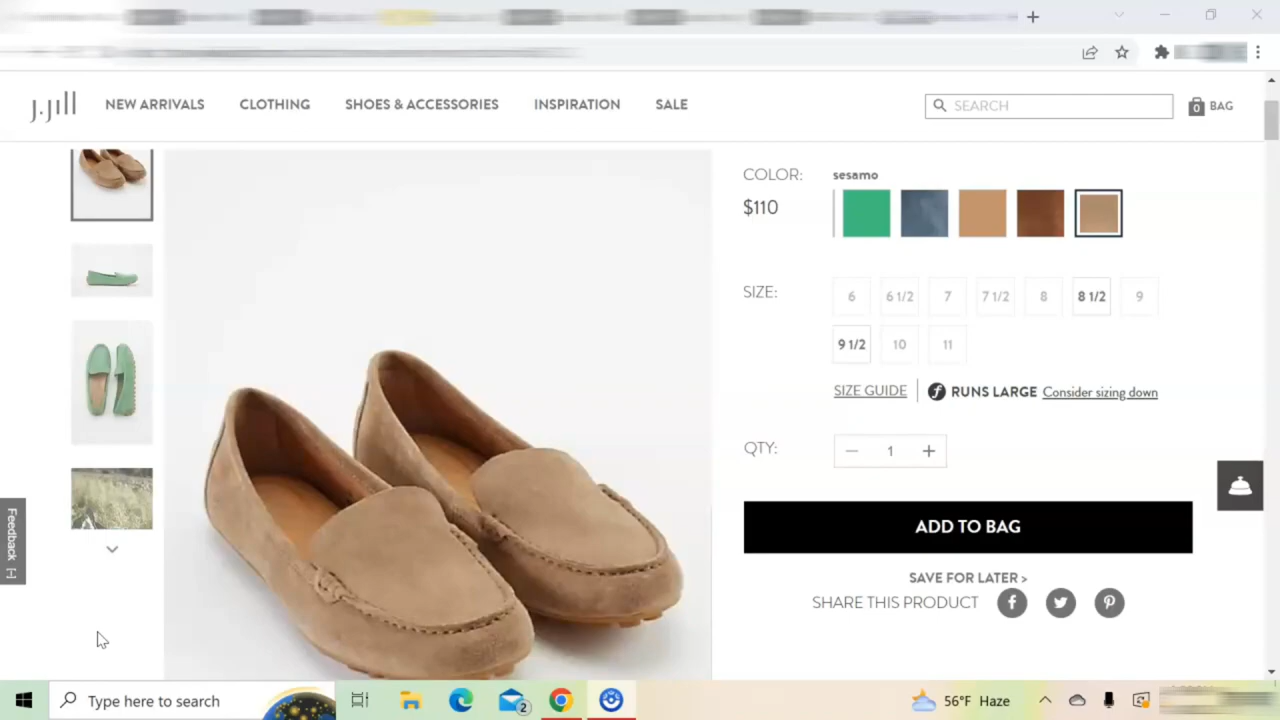 j.jill
NEW ARRIVALS CLOTHING SHOES & ACCESSORIES INSPIRATION SALE SEARCH 0 BAG
COLOR: sesamo
$110
SIZE: 6 6 1/2 7 7 1/2 8 8 1/2 9
9 1/2 10 11
SIZE GUIDE f RUNS LARGE Consider sizing down
QTY: − 1 +
ADD TO BAG
SAVE FOR LATER >
SHARE THIS PRODUCT
Feedback [-]
Type here to search 2 56°F Haze